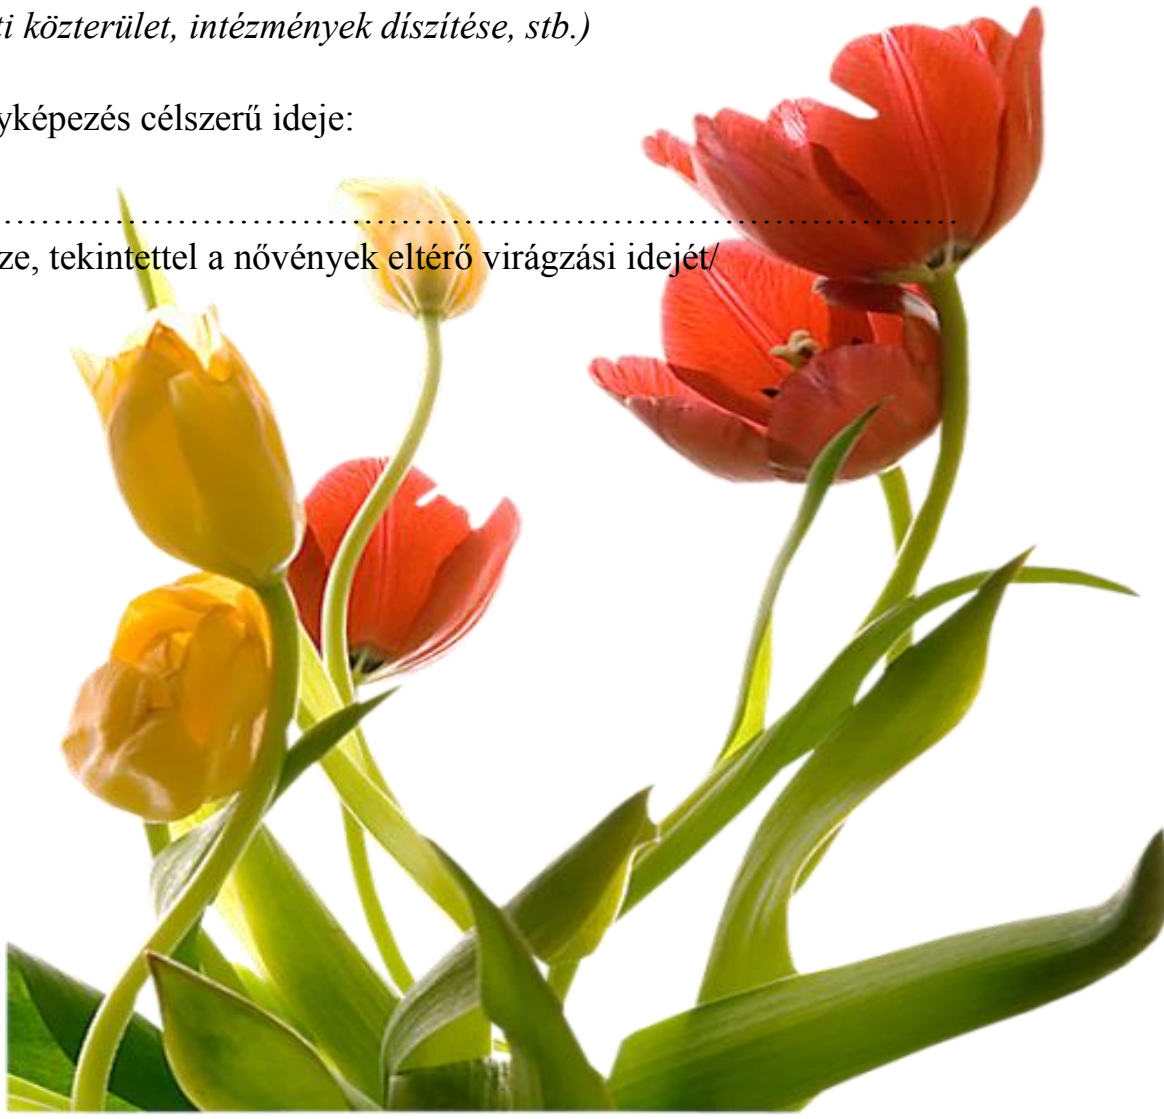 ti közterület, intézmények díszítése, stb.)
yképezés célszerű ideje:
……………………………………………………………………………….
ze, tekintettel a nővények eltérő virágzási idejét/